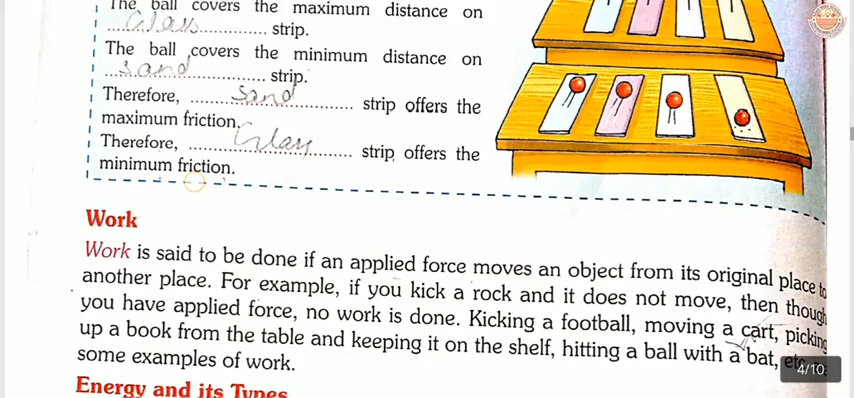 The ball covers the maximum distance on
....Glass.............. strip.
The ball covers the minimum distance on
...sand.................. strip.
Therefore, ..........sand............... strip offers the
maximum friction.
Therefore, ..........Glass............... strip offers the
minimum friction.
Work
Work is said to be done if an applied force moves an object from its original place to
another place. For example, if you kick a rock and it does not move, then though
you have applied force, no work is done. Kicking a football, moving a cart, picking
up a book from the table and keeping it on the shelf, hitting a ball with a bat, etc.
some examples of work.
Energy and its Types
4/10